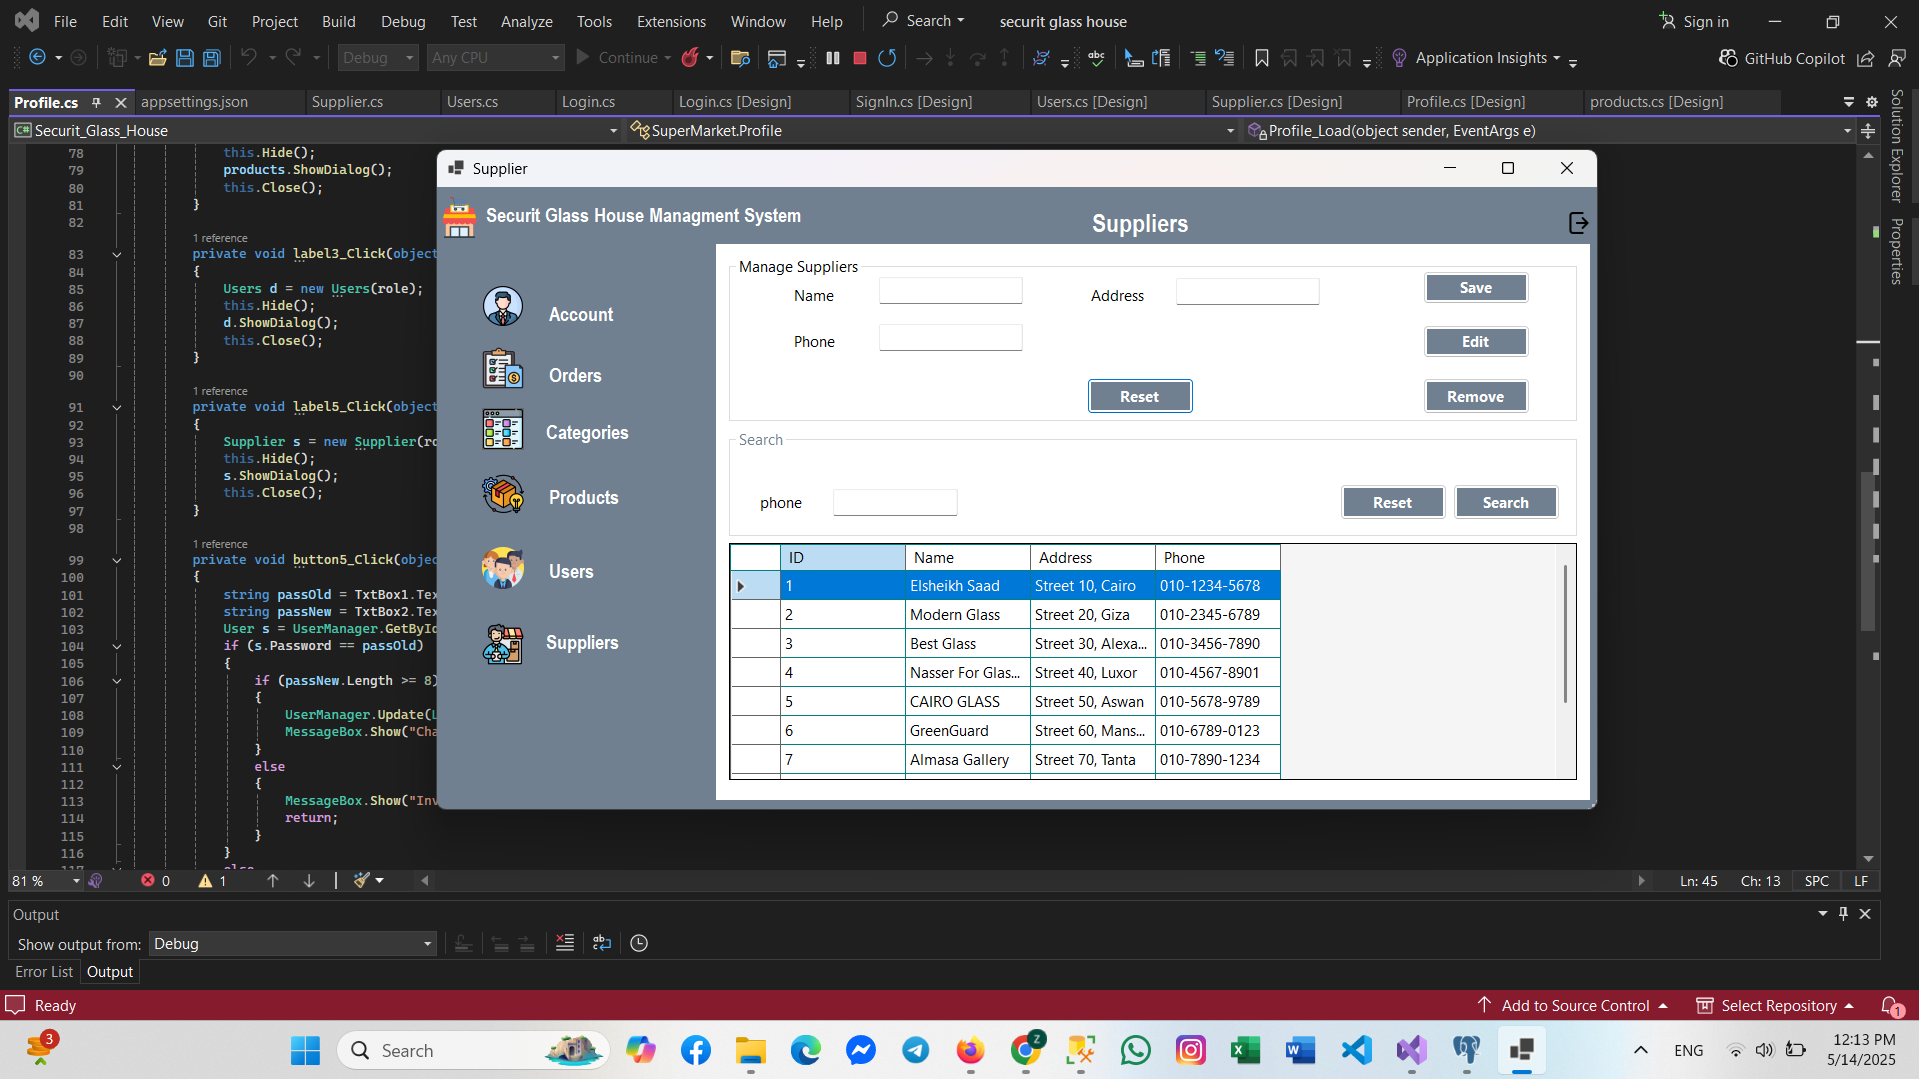 File Edit View Git Project Build Debug Test Analyze Tools Extensions Window Help Search securit glass house Sign in
Debug Any CPU Continue Application Insights GitHub Copilot
Profile.cs appsettings.json Supplier.cs Users.cs Login.cs Login.cs [Design] SignIn.cs [Design] Users.cs [Design] Supplier.cs [Design] Profile.cs [Design] products.cs [Design]
C# Securit_Glass_House SuperMarket.Profile Profile_Load(object sender, EventArgs e)
Solution Explorer
Properties
78 this.Hide();
79 products.ShowDialog();
80 this.Close();
81 }
82
1 reference
83 private void label3_Click(object
84 {
85 Users d = new Users(role);
86 this.Hide();
87 d.ShowDialog();
88 this.Close();
89 }
90
1 reference
91 private void label5_Click(object
92 {
93 Supplier s = new Supplier(ro
94 this.Hide();
95 s.ShowDialog();
96 this.Close();
97 }
98
1 reference
99 private void button5_Click(objec
100 {
101 string passOld = TxtBox1.Tex
102 string passNew = TxtBox2.Tex
103 User s = UserManager.GetById
104 if (s.Password == passOld)
105 {
106 if (passNew.Length >= 8)
107 {
108 UserManager.Update(L
109 MessageBox.Show("Cha
110 }
111 else
112 {
113 MessageBox.Show("Inv
114 return;
115 }
116 }
117 else
Supplier
Securit Glass House Managment System
Suppliers
Account
Orders
Categories
Products
Users
Suppliers
Manage Suppliers
Name Address Save
Phone Edit
Reset Remove
Search
phone Reset Search
ID Name Address Phone
1 Elsheikh Saad Street 10, Cairo 010-1234-5678
2 Modern Glass Street 20, Giza 010-2345-6789
3 Best Glass Street 30, Alexa... 010-3456-7890
4 Nasser For Glas... Street 40, Luxor 010-4567-8901
5 CAIRO GLASS Street 50, Aswan 010-5678-9789
6 GreenGuard Street 60, Mans... 010-6789-0123
7 Almasa Gallery Street 70, Tanta 010-7890-1234
81 % 0 1 Ln: 45 Ch: 13 SPC LF
Output
Show output from: Debug
Error List Output
Ready Add to Source Control Select Repository 1
3 Search Z ENG 12:13 PM
5/14/2025